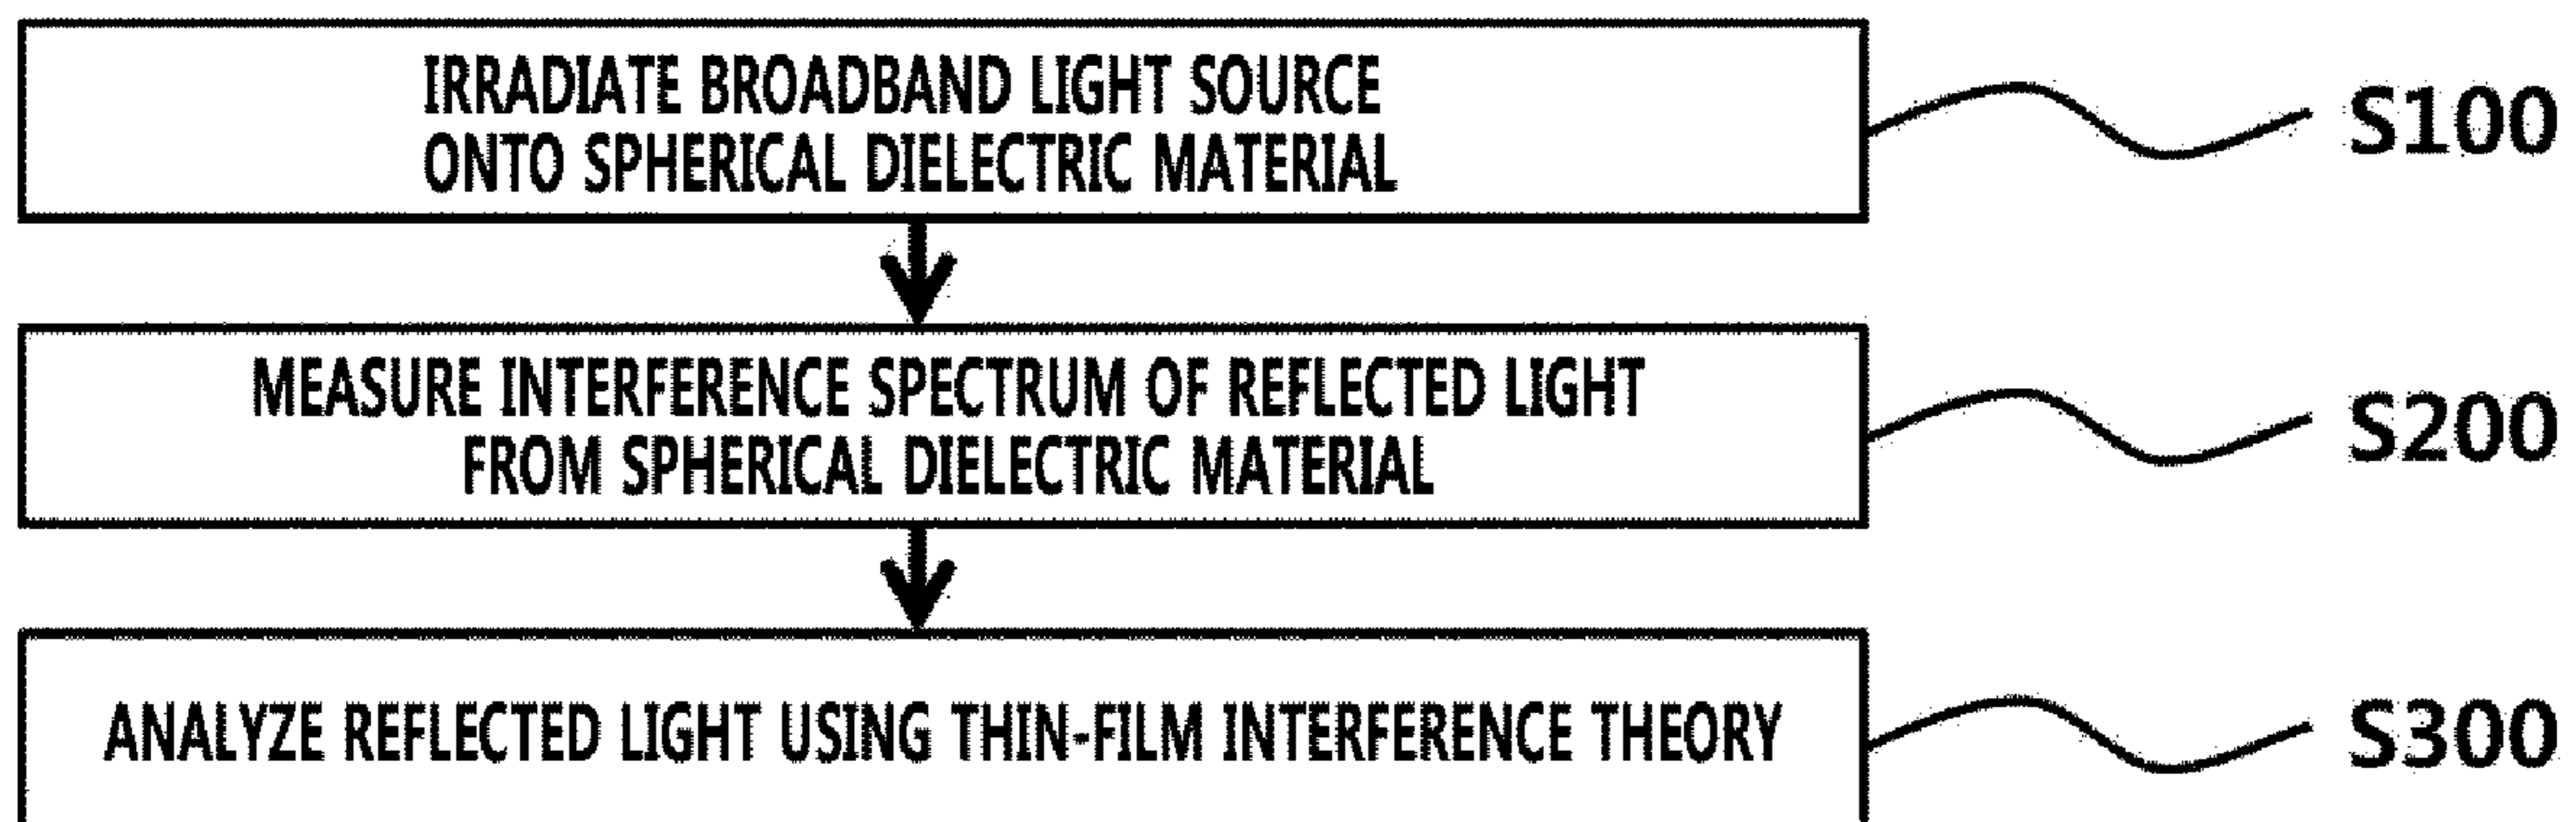 IRRADIATE BROADBAND LIGHT SOURCE
ONTO SPHERICAL DIELECTRIC MATERIAL
S100
MEASURE INTERFERENCE SPECTRUM OF REFLECTED LIGHT
FROM SPHERICAL DIELECTRIC MATERIAL
S200
ANALYZE REFLECTED LIGHT USING THIN-FILM INTERFERENCE THEORY
S300